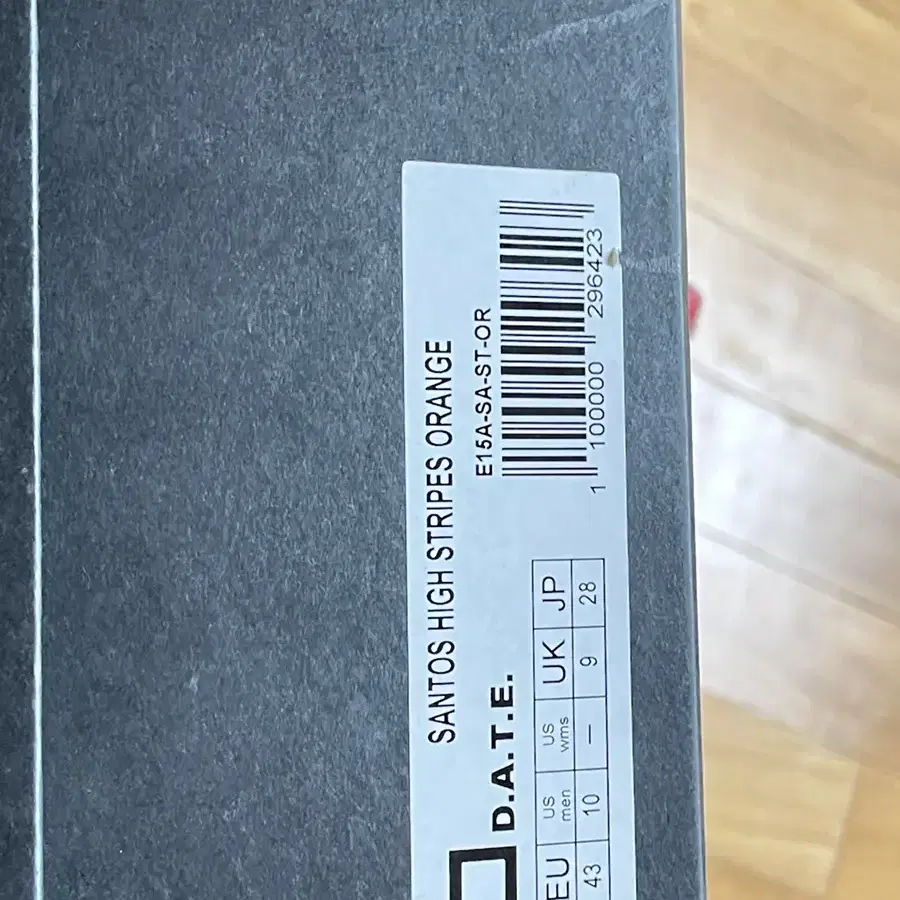 SANTOS HIGH STRIPES ORANGE
E15A-SA-ST-OR
1 100000 296423
D.A.T.E.
EU US men US wms UK JP
43 10 — 9 28